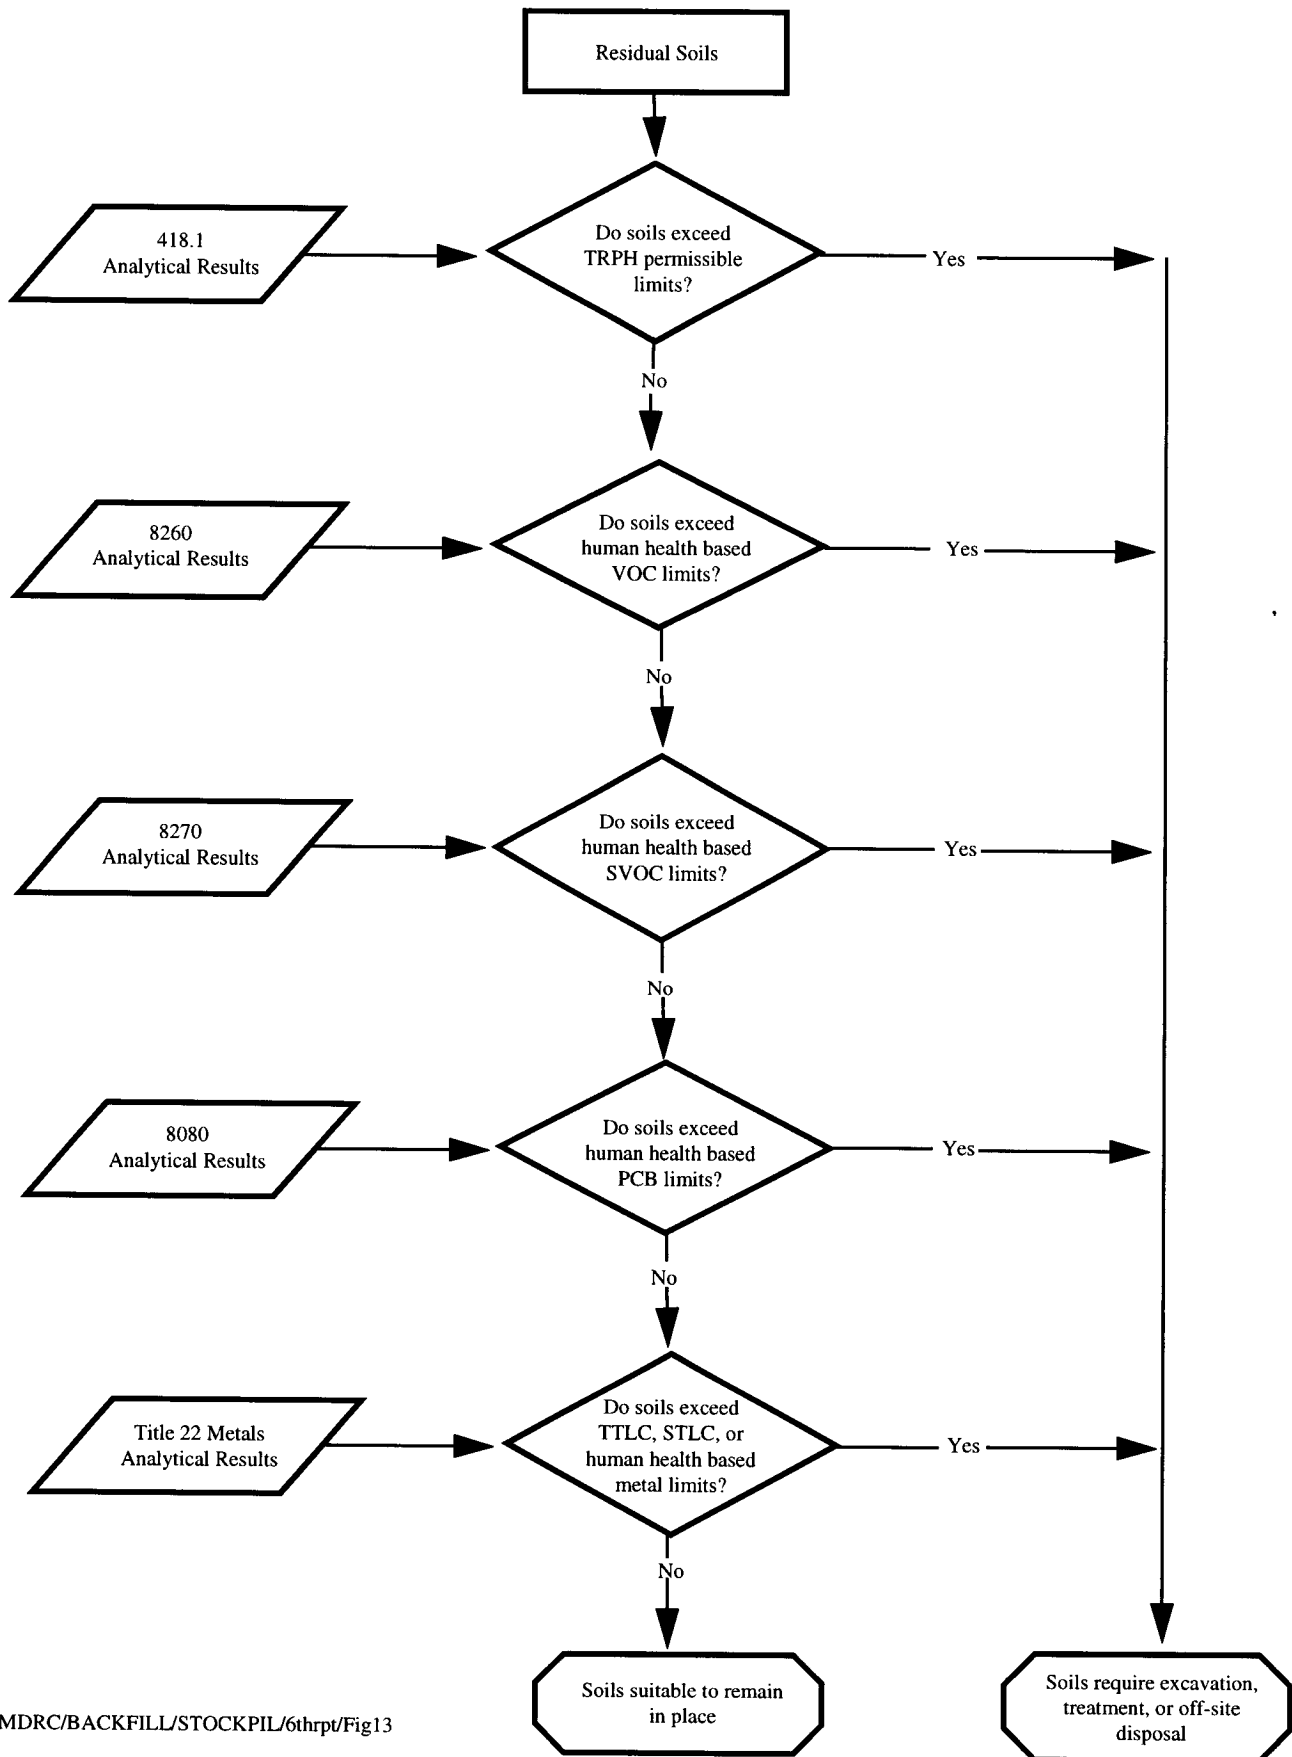 Residual Soils
418.1
Analytical Results
Do soils exceed
TRPH permissible
limits?
Yes
No
8260
Analytical Results
Do soils exceed
human health based
VOC limits?
Yes
No
8270
Analytical Results
Do soils exceed
human health based
SVOC limits?
Yes
No
8080
Analytical Results
Do soils exceed
human health based
PCB limits?
Yes
No
Title 22 Metals
Analytical Results
Do soils exceed
TTLC, STLC, or
human health based
metal limits?
Yes
No
Soils suitable to remain
in place
Soils require excavation,
treatment, or off-site
disposal
MDRC/BACKFILL/STOCKPIL/6thrpt/Fig13